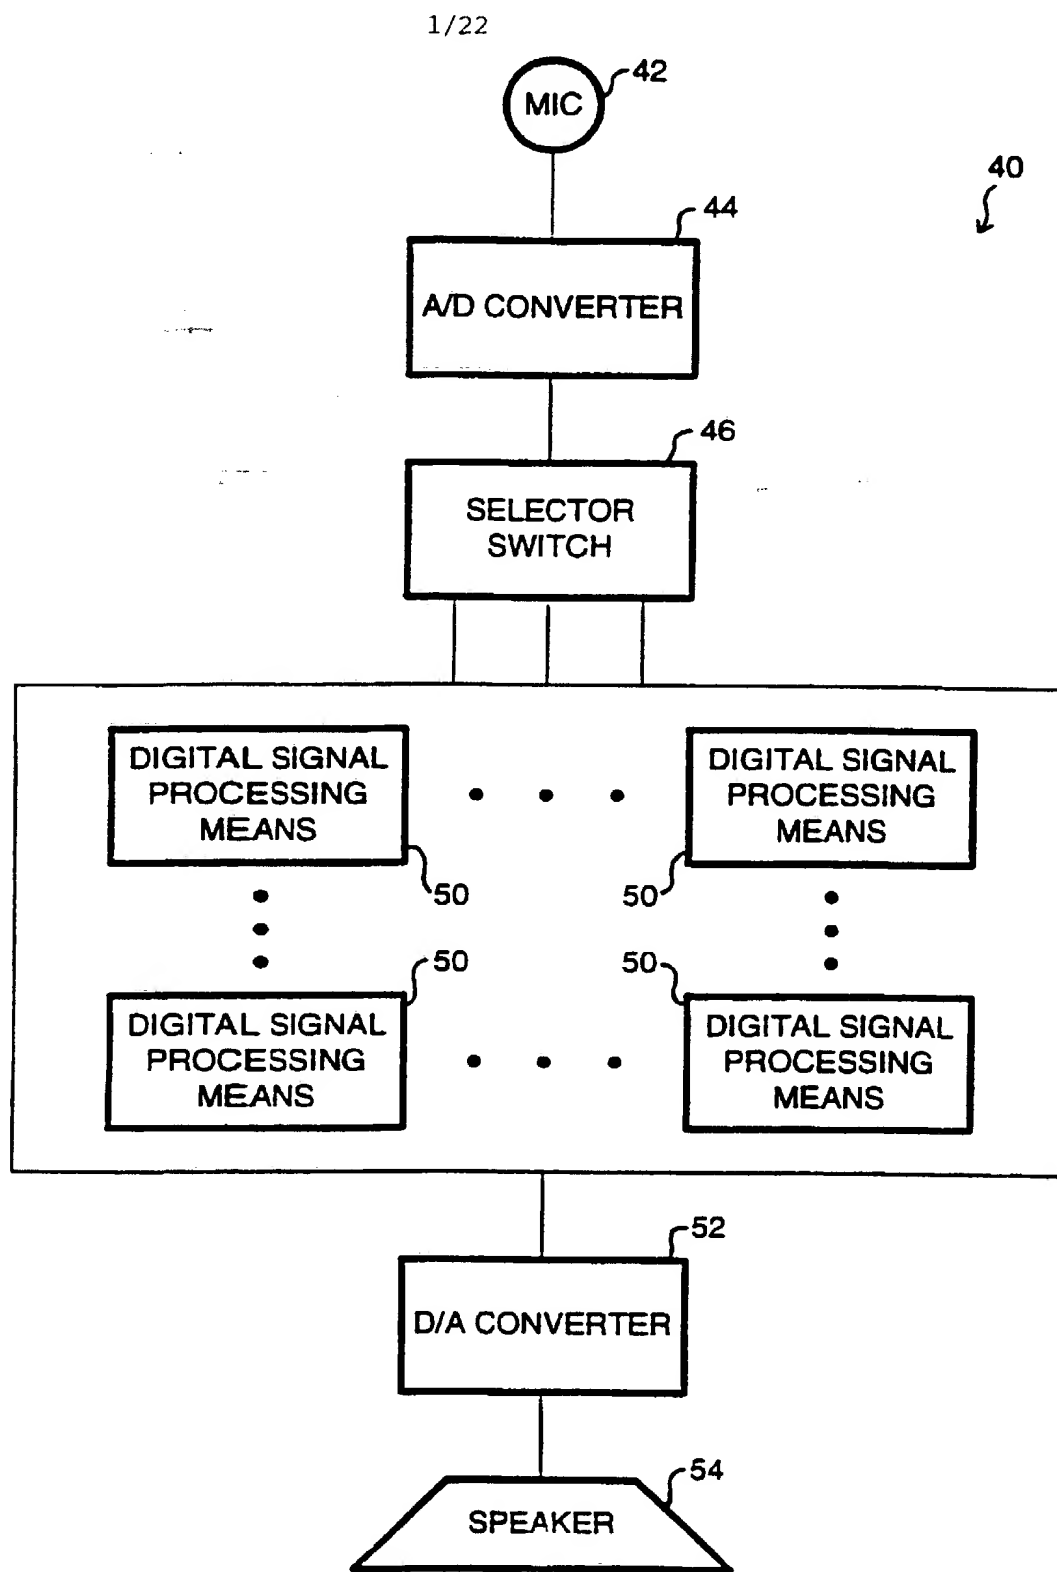 1/22
MIC
42
40
44
A/D CONVERTER
46
SELECTOR
SWITCH
DIGITAL SIGNAL
PROCESSING
MEANS
DIGITAL SIGNAL
PROCESSING
MEANS
50
50
50
50
DIGITAL SIGNAL
PROCESSING
MEANS
DIGITAL SIGNAL
PROCESSING
MEANS
52
D/A CONVERTER
54
SPEAKER